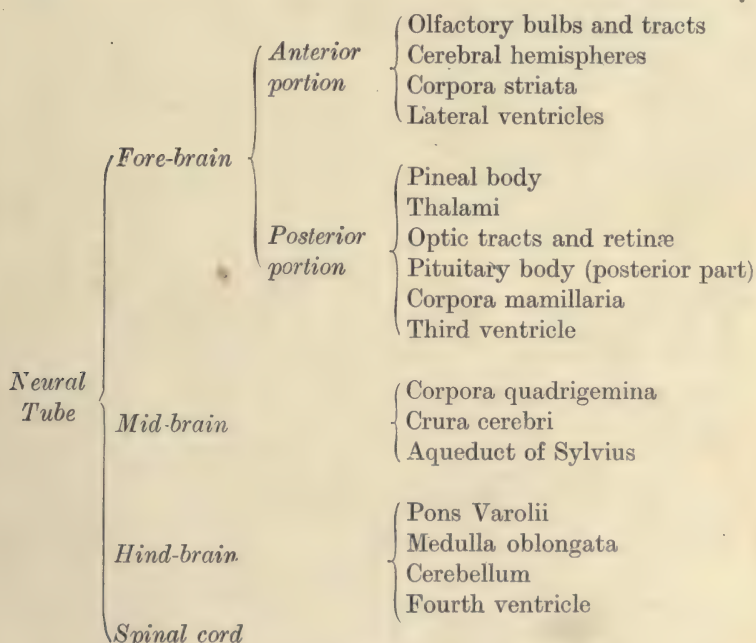 Olfactory bulbs and tracts
Anterior Cerebral hemispheres
portion Corpora striata
Lateral ventricles
Fore-brain
Pineal body
Thalami
Posterior Optic tracts and retinæ
portion Pituitary body (posterior part)
Corpora mamillaria
Third ventricle
Neural Corpora quadrigemina
Tube Mid-brain Crura cerebri
Aqueduct of Sylvius
Pons Varolii
Hind-brain Medulla oblongata
Cerebellum
Fourth ventricle
Spinal cord